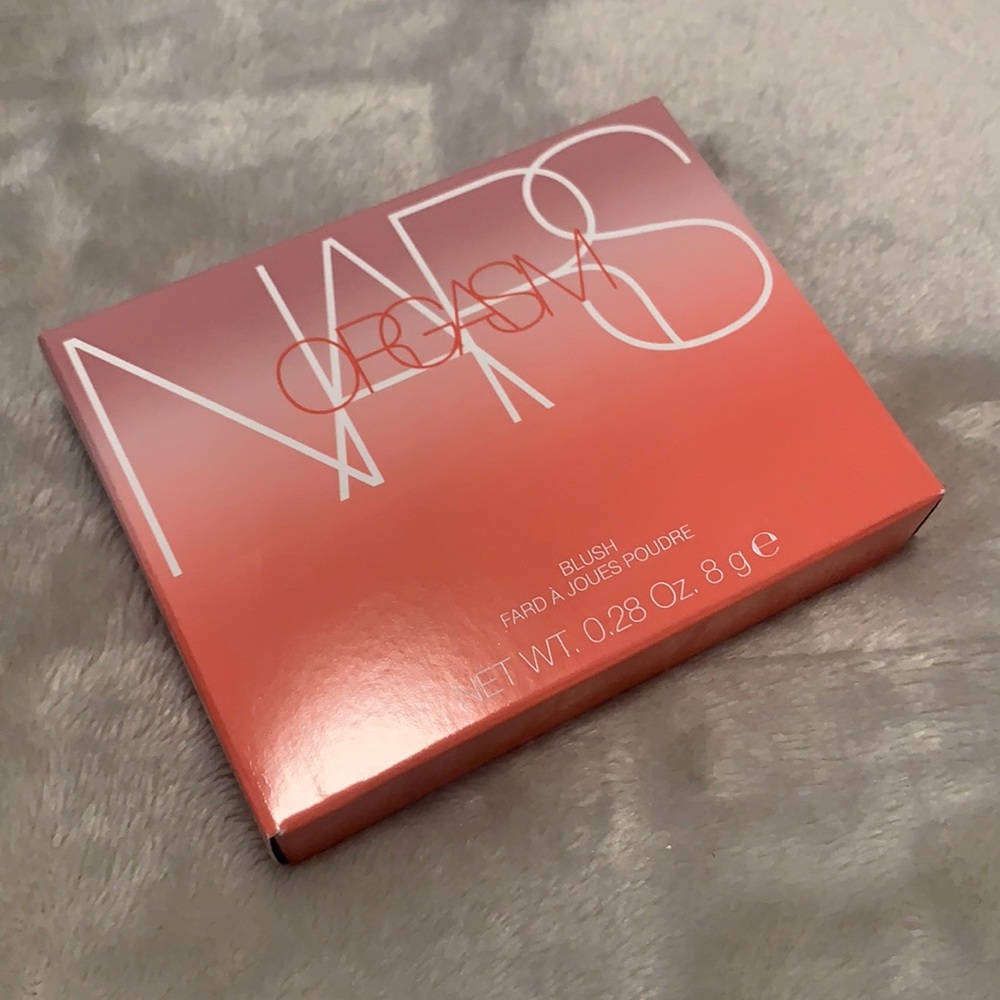 NARS
ORGASM
BLUSH
FARD À JOUES POUDRE
NET WT. 0.28 Oz. 8 g ℮